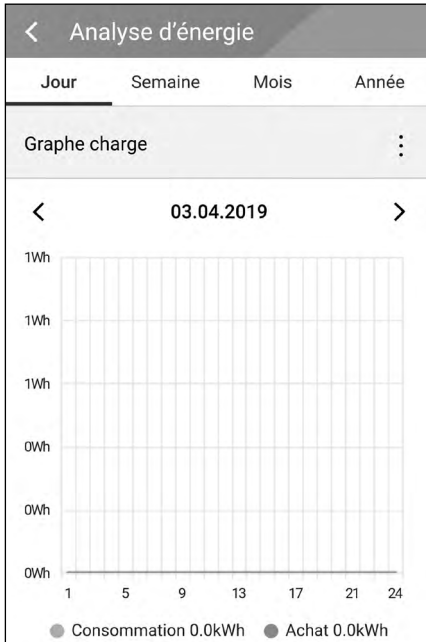 Analyse d’énergie
Jour Semaine Mois Année
Graphe charge
03.04.2019
1Wh
1Wh
1Wh
0Wh
0Wh
0Wh
1 5 9 13 17 21 24
Consommation 0.0kWh Achat 0.0kWh